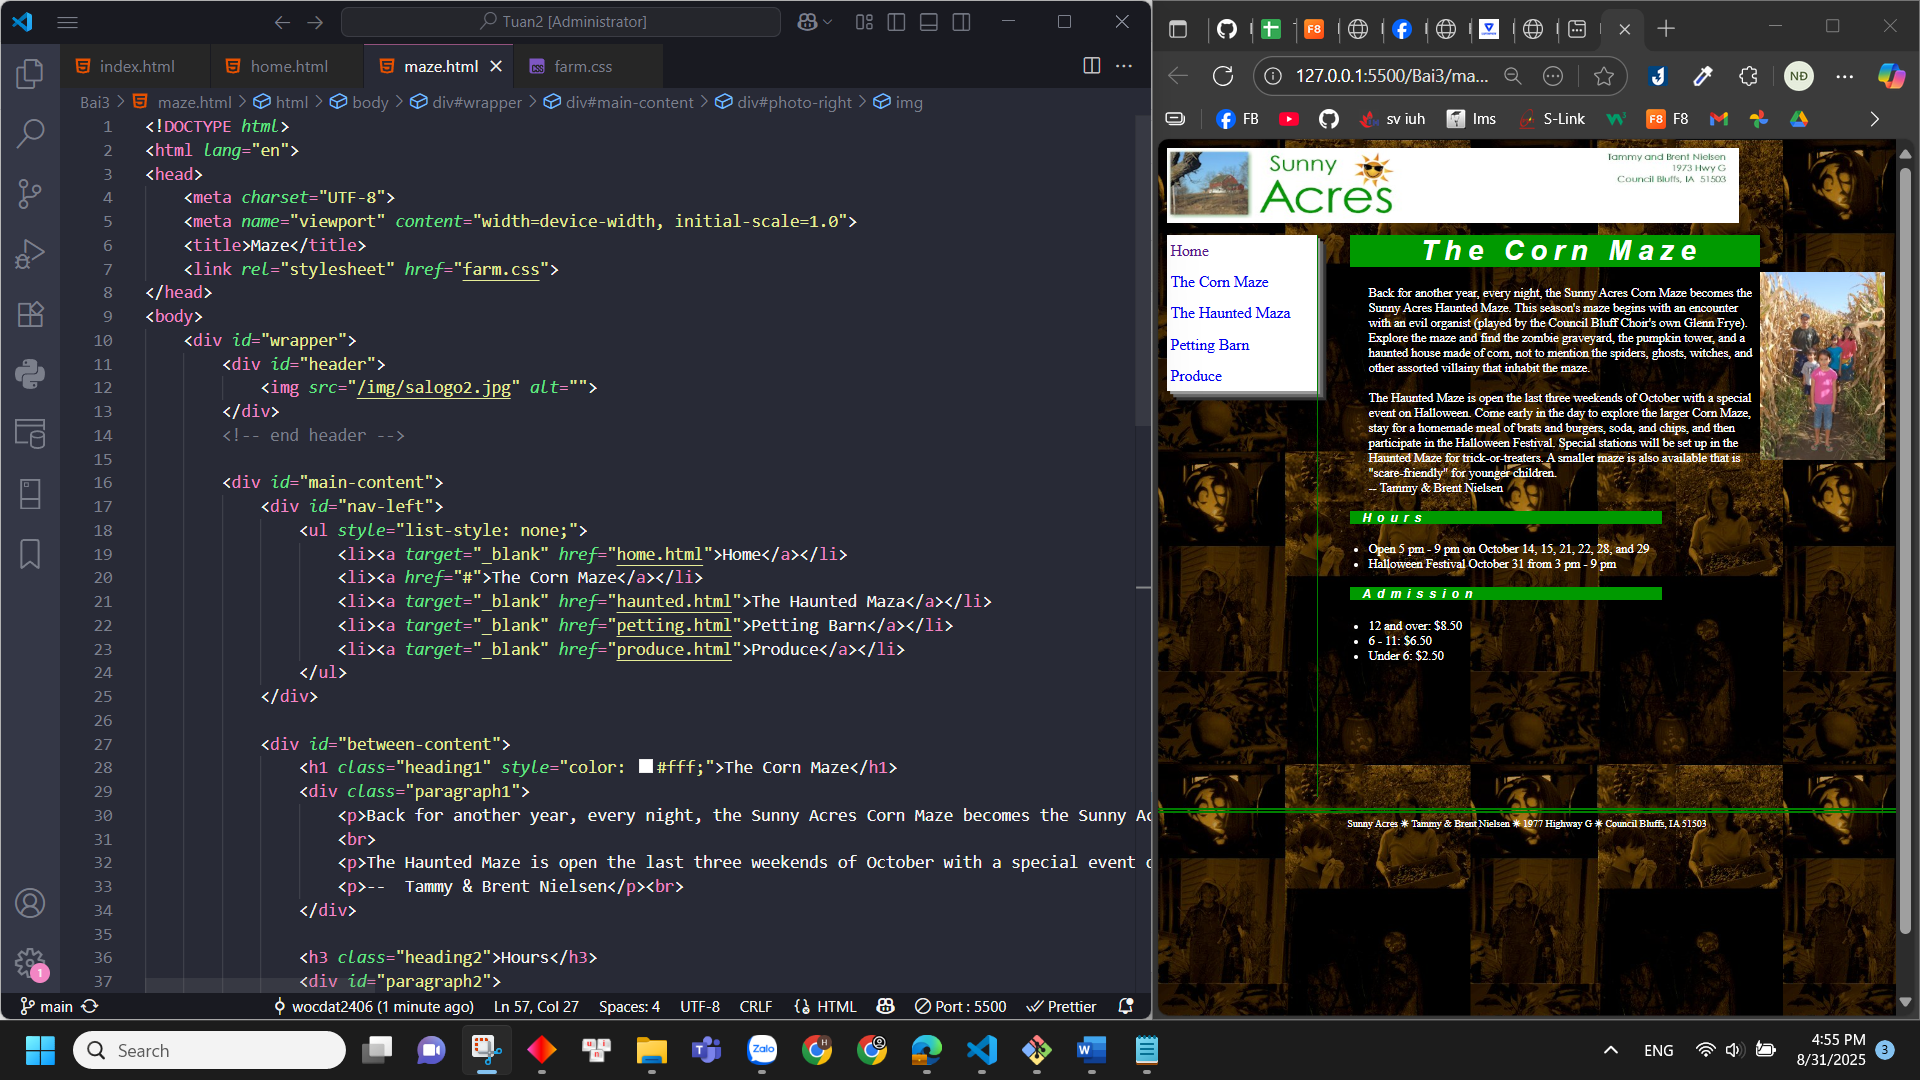 Tuan2 [Administrator]
index.html
home.html
maze.html
farm.css
Bai3 > maze.html > html > body > div#wrapper > div#main-content > div#photo-right > img
1 <!DOCTYPE html>
2 <html lang="en">
3 <head>
4 <meta charset="UTF-8">
5 <meta name="viewport" content="width=device-width, initial-scale=1.0">
6 <title>Maze</title>
7 <link rel="stylesheet" href="farm.css">
8 </head>
9 <body>
10 <div id="wrapper">
11 <div id="header">
12 <img src="/img/salogo2.jpg" alt="">
13 </div>
14 <!-- end header -->
15
16 <div id="main-content">
17 <div id="nav-left">
18 <ul style="list-style: none;">
19 <li><a target="_blank" href="home.html">Home</a></li>
20 <li><a href="#">The Corn Maze</a></li>
21 <li><a target="_blank" href="haunted.html">The Haunted Maza</a></li>
22 <li><a target="_blank" href="petting.html">Petting Barn</a></li>
23 <li><a target="_blank" href="produce.html">Produce</a></li>
24 </ul>
25 </div>
26
27 <div id="between-content">
28 <h1 class="heading1" style="color: #fff;">The Corn Maze</h1>
29 <div class="paragraph1">
30 <p>Back for another year, every night, the Sunny Acres Corn Maze becomes the Sunny Ac
31 <br>
32 <p>The Haunted Maze is open the last three weekends of October with a special event o
33 <p>-- Tammy & Brent Nielsen</p><br>
34 </div>
35
36 <h3 class="heading2">Hours</h3>
37 <div id="paragraph2">
1
main
wocdat2406 (1 minute ago)
Ln 57, Col 27
Spaces: 4
UTF-8
CRLF
HTML
Port : 5500
Prettier
F8
127.0.0.1:5500/Bai3/ma...
NĐ
FB
sv iuh
lms
S-Link
F8
F8
Sunny
Acres
Tammy and Brent Nielsen
1973 Hwy G
Council Bluffs, IA 51503
Home
The Corn Maze
The Haunted Maza
Petting Barn
Produce
The Corn Maze
Back for another year, every night, the Sunny Acres Corn Maze becomes the
Sunny Acres Haunted Maze. This season's maze begins with an encounter
with an evil organist (played by the Council Bluff Choir's own Glenn Frye).
Explore the maze and find the zombie graveyard, the pumpkin tower, and a
haunted house made of corn, not to mention the spiders, ghosts, witches, and
other assorted villainy that inhabit the maze.
The Haunted Maze is open the last three weekends of October with a special
event on Halloween. Come early in the day to explore the larger Corn Maze,
stay for a homemade meal of brats and burgers, soda, and chips, and then
participate in the Halloween Festival. Special stations will be set up in the
Haunted Maze for trick-or-treaters. A smaller maze is also available that is
"scare-friendly" for younger children.
-- Tammy & Brent Nielsen
Hours
• Open 5 pm - 9 pm on October 14, 15, 21, 22, 28, and 29
• Halloween Festival October 31 from 3 pm - 9 pm
Admission
• 12 and over: $8.50
• 6 - 11: $6.50
• Under 6: $2.50
Sunny Acres ✷ Tammy & Brent Nielsen ✷ 1977 Highway G ✷ Council Bluffs, IA 51503
Search
Zalo
ENG
4:55 PM
8/31/2025
3